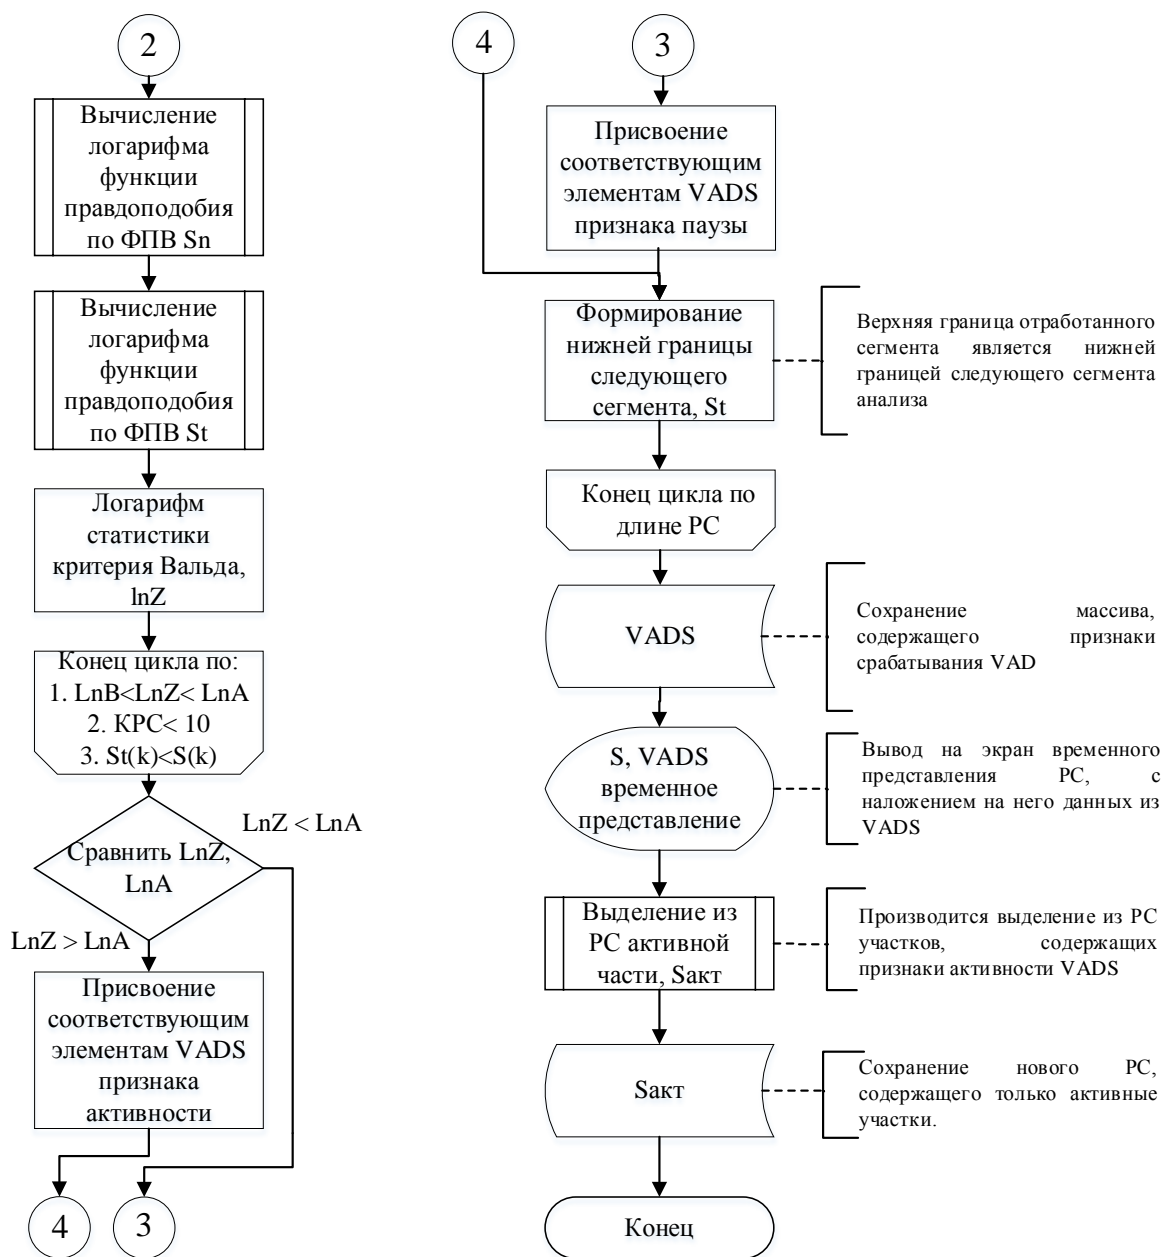 2
Вычисление
логарифма
функции
правдоподобия
по ФПВ Sn
Вычисление
логарифма
функции
правдоподобия
по ФПВ St
Логарифм
статистики
критерия Вальда,
lnZ
Конец цикла по:
1. LnB<LnZ< LnA
2. КРС< 10
3. St(k)<S(k)
LnZ < LnA
Сравнить LnZ,
LnA
LnZ > LnA
Присвоение
соответствующим
элементам VADS
признака
активности
4
3
4
3
Присвоение
соответствующим
элементам VADS
признака паузы
Формирование
нижней границы
следующего
сегмента, St
Верхняя граница отработанного
сегмента является нижней
границей следующего сегмента
анализа
Конец цикла по
длине РС
VADS
Сохранение массива,
содержащего признаки
срабатывания VAD
S, VADS
временное
представление
Вывод на экран временного
представления РС, с
наложением на него данных из
VADS
Выделение из
РС активной
части, Sакт
Производится выделение из РС
участков, содержащих
признаки активности VADS
Sакт
Сохранение нового РС,
содержащего только активные
участки.
Конец